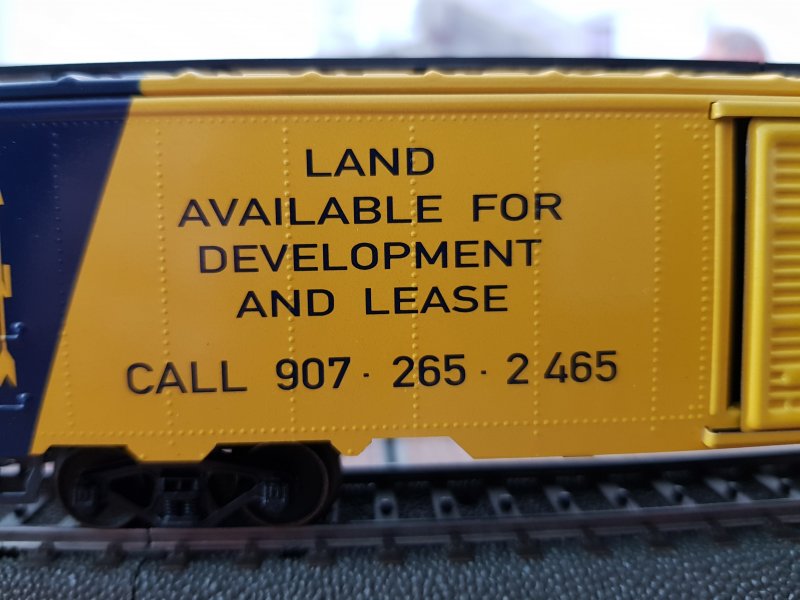 LAND
AVAILABLE FOR
DEVELOPMENT
AND LEASE
CALL 907·265·2 465